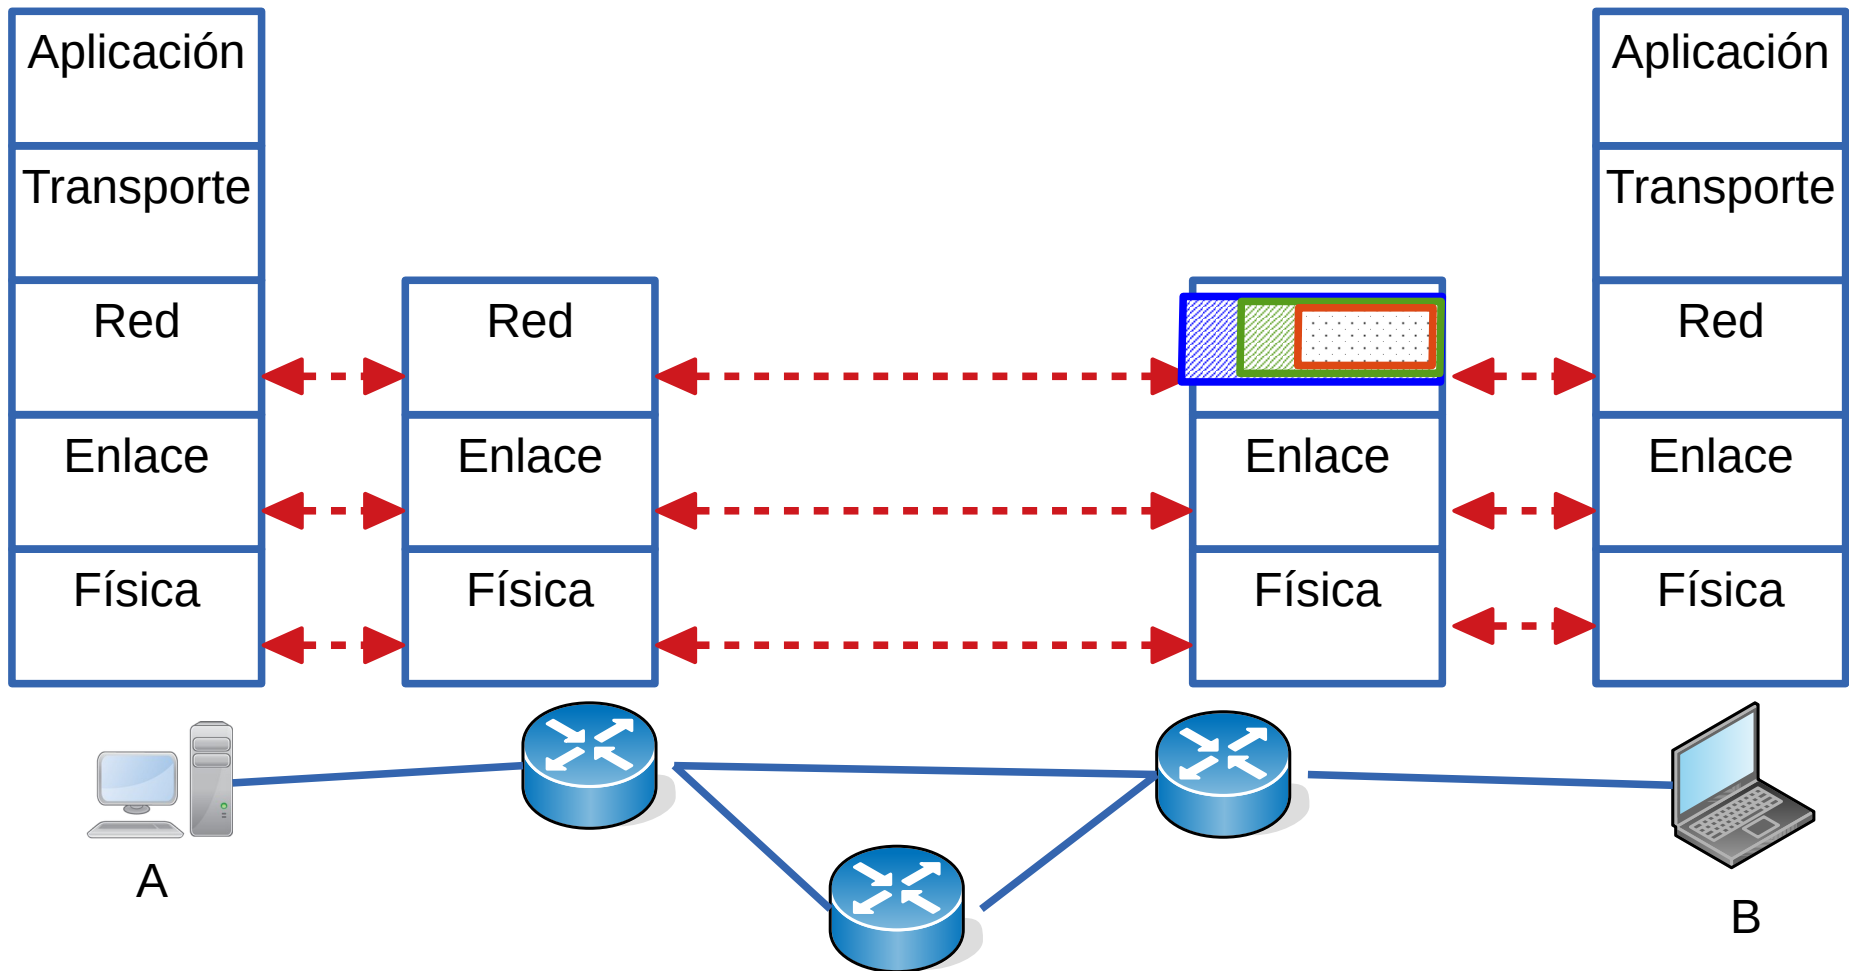 Aplicación
Transporte
Red
Enlace
Física
Red
Enlace
Física
Enlace
Física
Aplicación
Transporte
Red
Enlace
Física
A
B